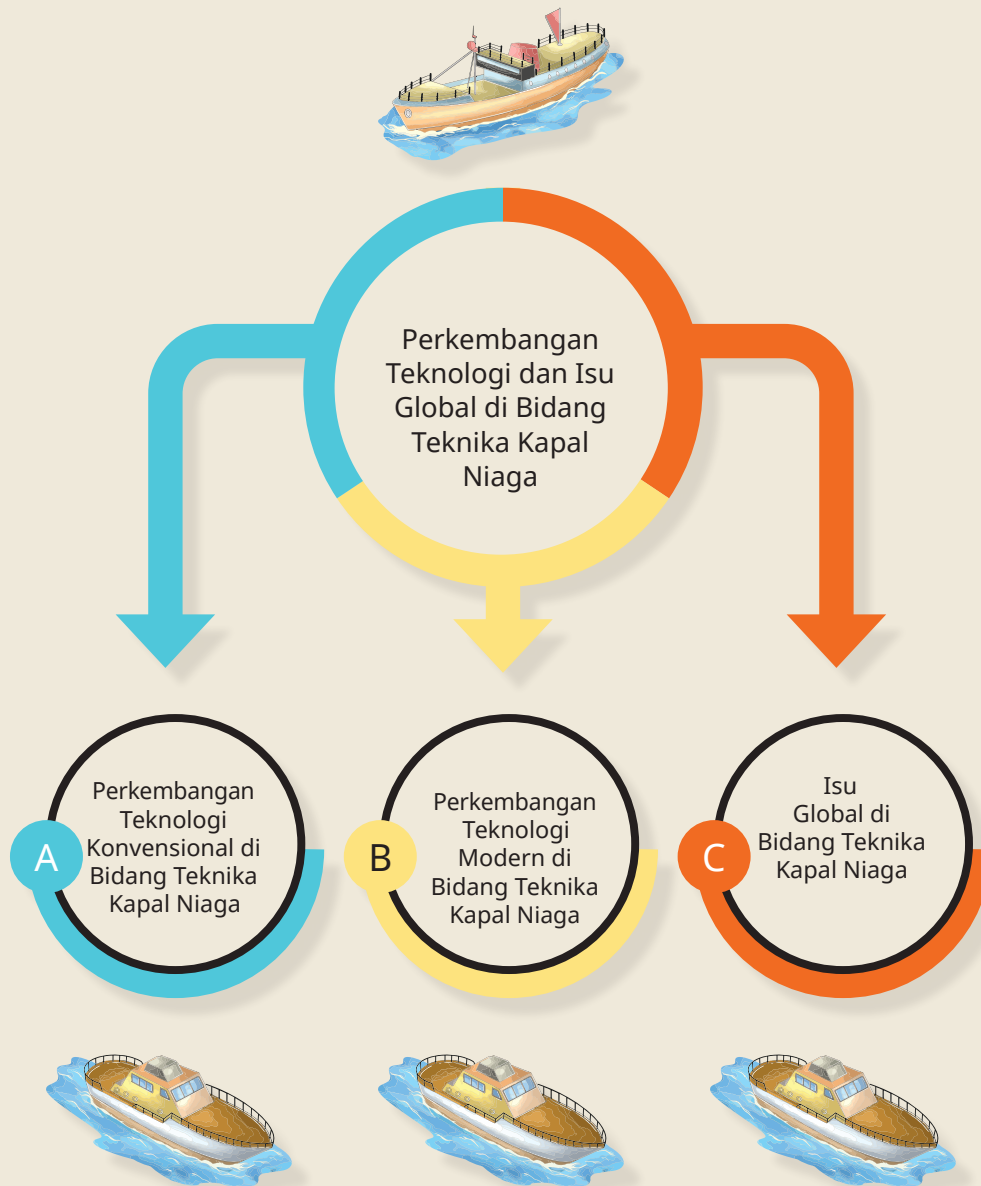 Perkembangan
Teknologi dan Isu
Global di Bidang
Teknika Kapal
Niaga
A
Perkembangan
Teknologi
Konvensional di
Bidang Teknika
Kapal Niaga
B
Perkembangan
Teknologi
Modern di
Bidang Teknika
Kapal Niaga
C
Isu
Global di
Bidang Teknika
Kapal Niaga